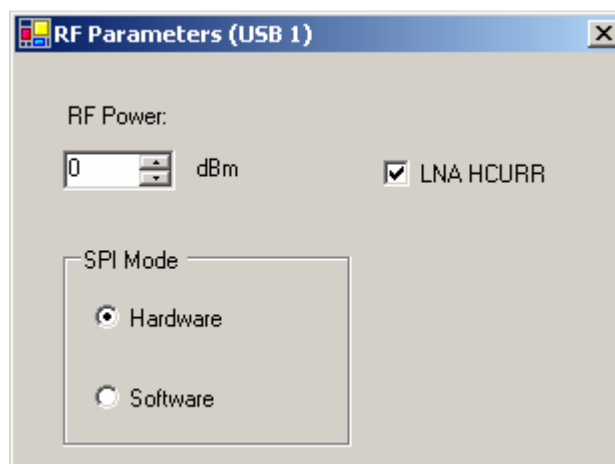 RF Parameters (USB 1)
RF Power:
0 dBm
LNA HCURR
SPI Mode
Hardware
Software